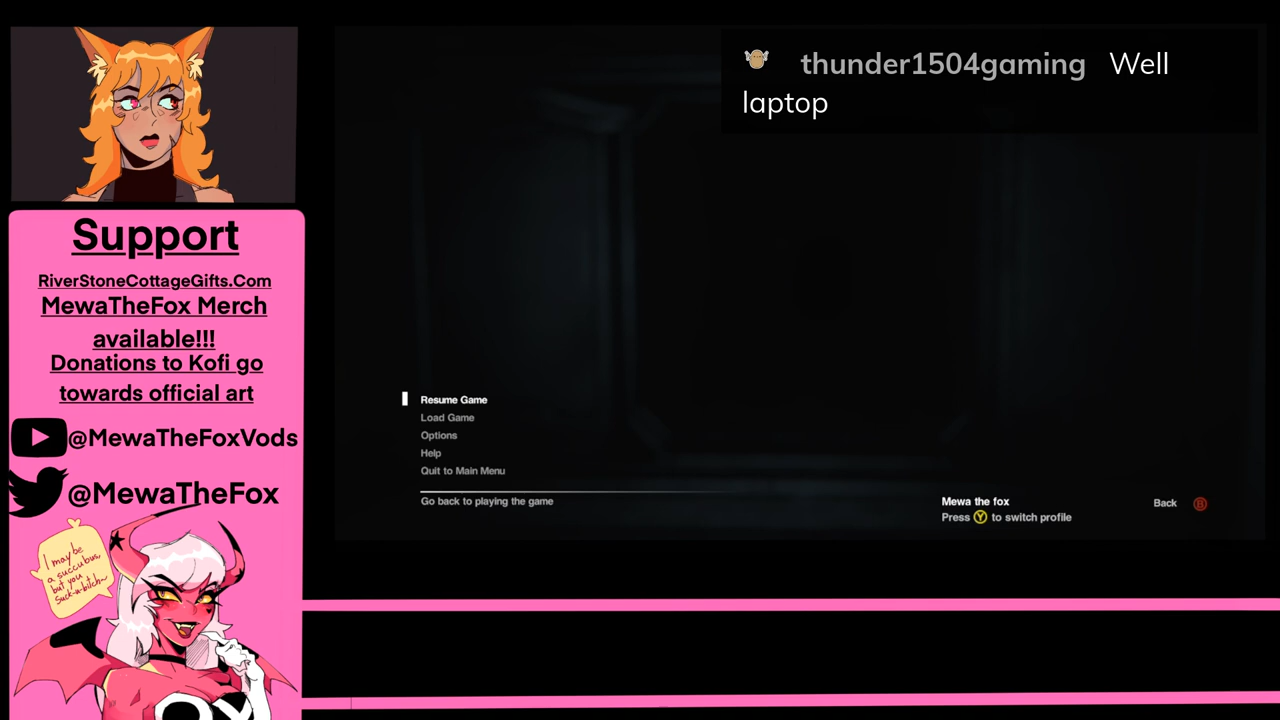 thunder1504gaming Well
laptop
Support
RiverStoneCottageGifts.Com
MewaTheFox Merch
available!!!
Donations to Kofi go
towards official art
@MewaTheFoxVods
@MewaTheFox
I maybe
a succubus,
but you
suck-a-bitch~
Resume Game
Load Game
Options
Help
Quit to Main Menu
Go back to playing the game
Mewa the fox
Press Y to switch profile
Back B